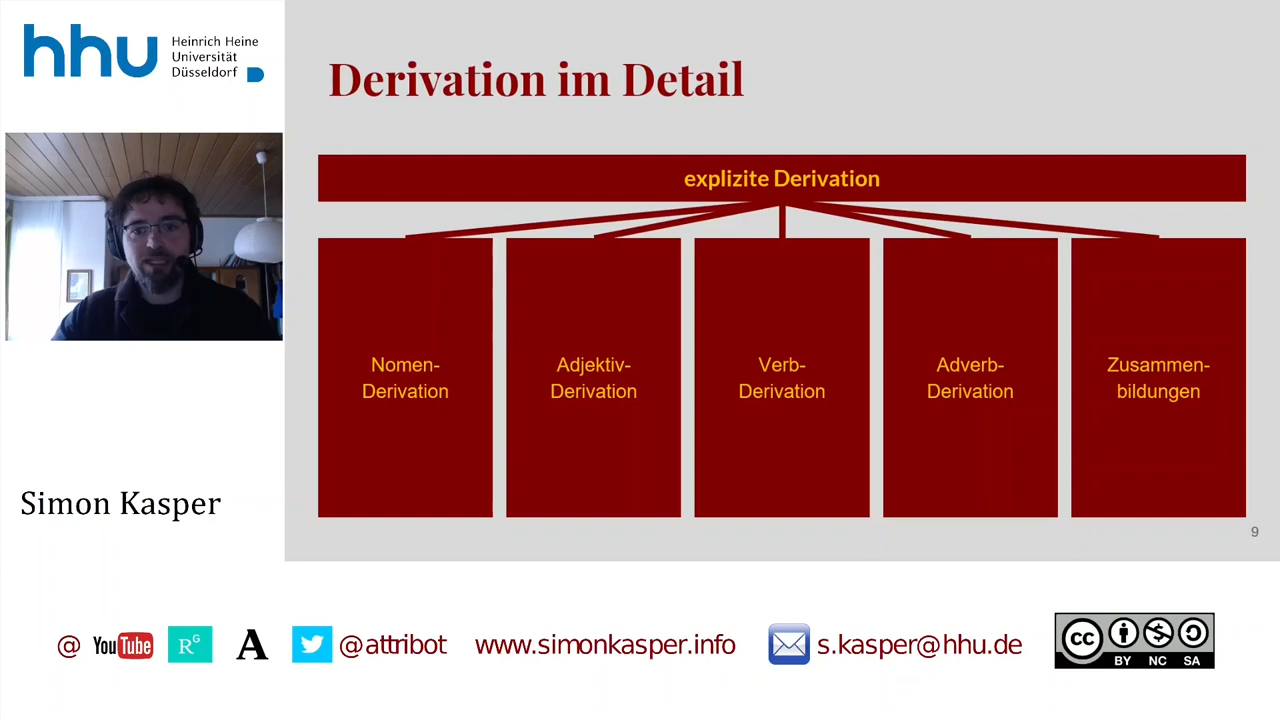 hhu
Heinrich Heine
Universität
Düsseldorf
Derivation im Detail
explizite Derivation
Nomen-
Derivation
Adjektiv-
Derivation
Verb-
Derivation
Adverb-
Derivation
Zusammen-
bildungen
Simon Kasper
9
@ YouTube RG A @attribot www.simonkasper.info s.kasper@hhu.de
cc
BY NC SA